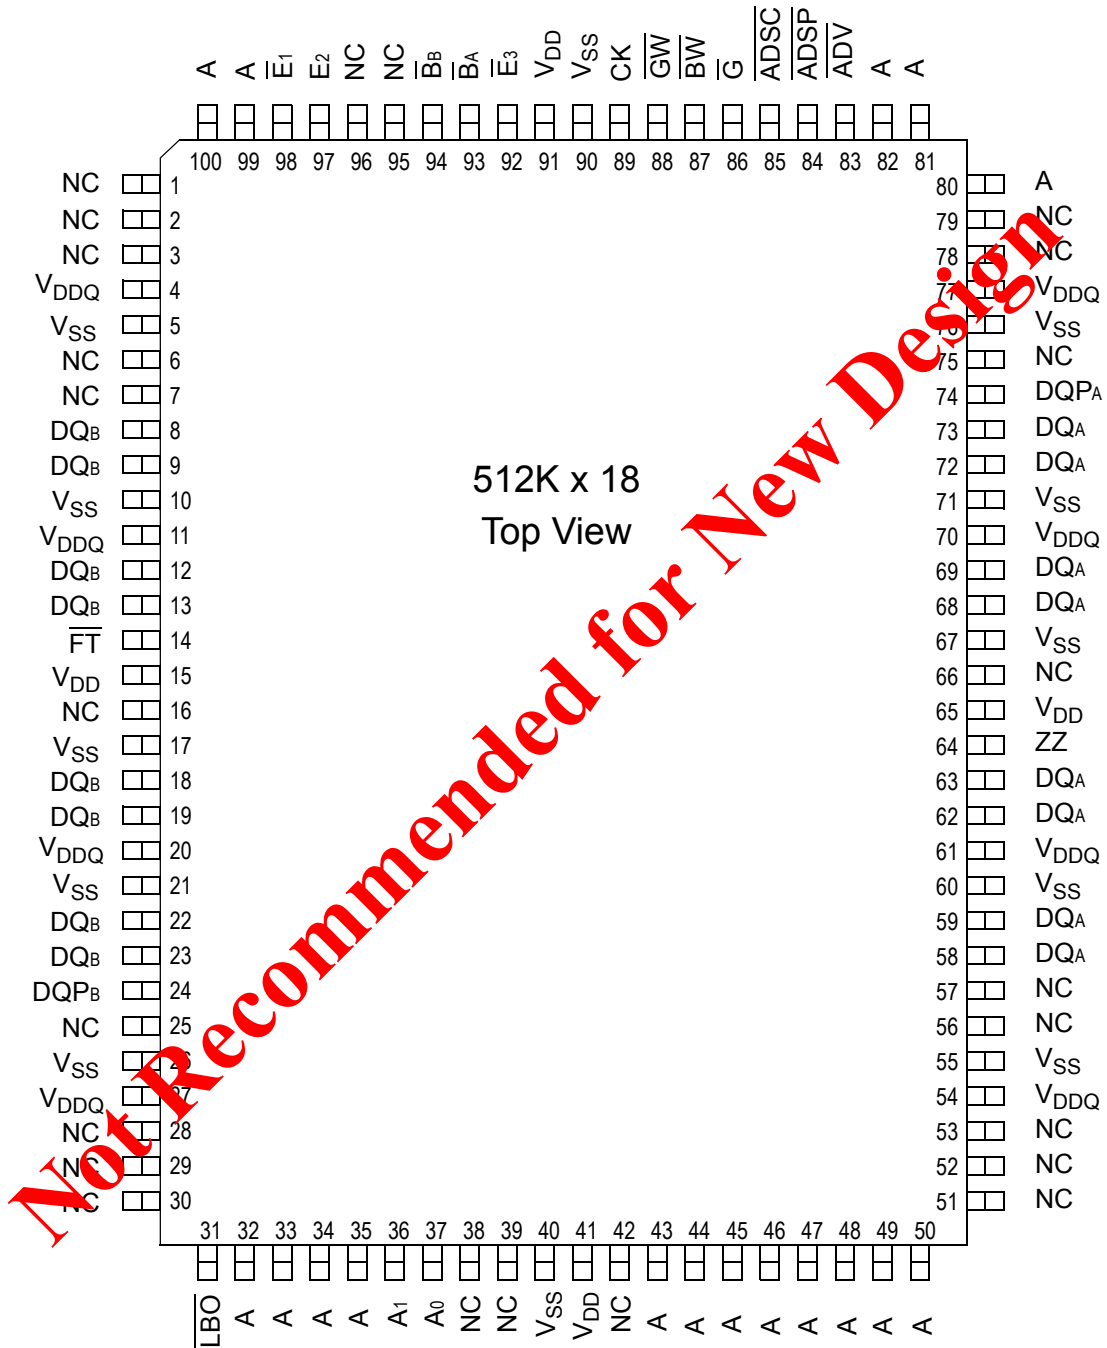 A A E1 E2 NC NC BB BA E3 VDD VSS CK GW BW G ADSC ADSP ADV A A
100 99 98 97 96 95 94 93 92 91 90 89 88 87 86 85 84 83 82 81
NC 1 80 A
NC 2 79 NC
NC 3 78 NC
VDDQ 4 77 VDDQ
VSS 5 76 VSS
NC 6 75 NC
NC 7 74 DQPA
DQB 8 73 DQA
DQB 9 72 DQA
VSS 10 71 VSS
VDDQ 11 70 VDDQ
DQB 12 69 DQA
DQB 13 68 DQA
FT 14 67 VSS
VDD 15 66 NC
NC 16 65 VDD
VSS 17 64 ZZ
DQB 18 63 DQA
DQB 19 62 DQA
VDDQ 20 61 VDDQ
VSS 21 60 VSS
DQB 22 59 DQA
DQB 23 58 DQA
DQPB 24 57 NC
NC 25 56 NC
VSS 26 55 VSS
VDDQ 27 54 VDDQ
NC 28 53 NC
NC 29 52 NC
NC 30 51 NC
512K x 18
Top View
31 32 33 34 35 36 37 38 39 40 41 42 43 44 45 46 47 48 49 50
LBO A A A A A1 A0 NC NC VSS VDD NC A A A A A A A A
Not Recommended for New Design